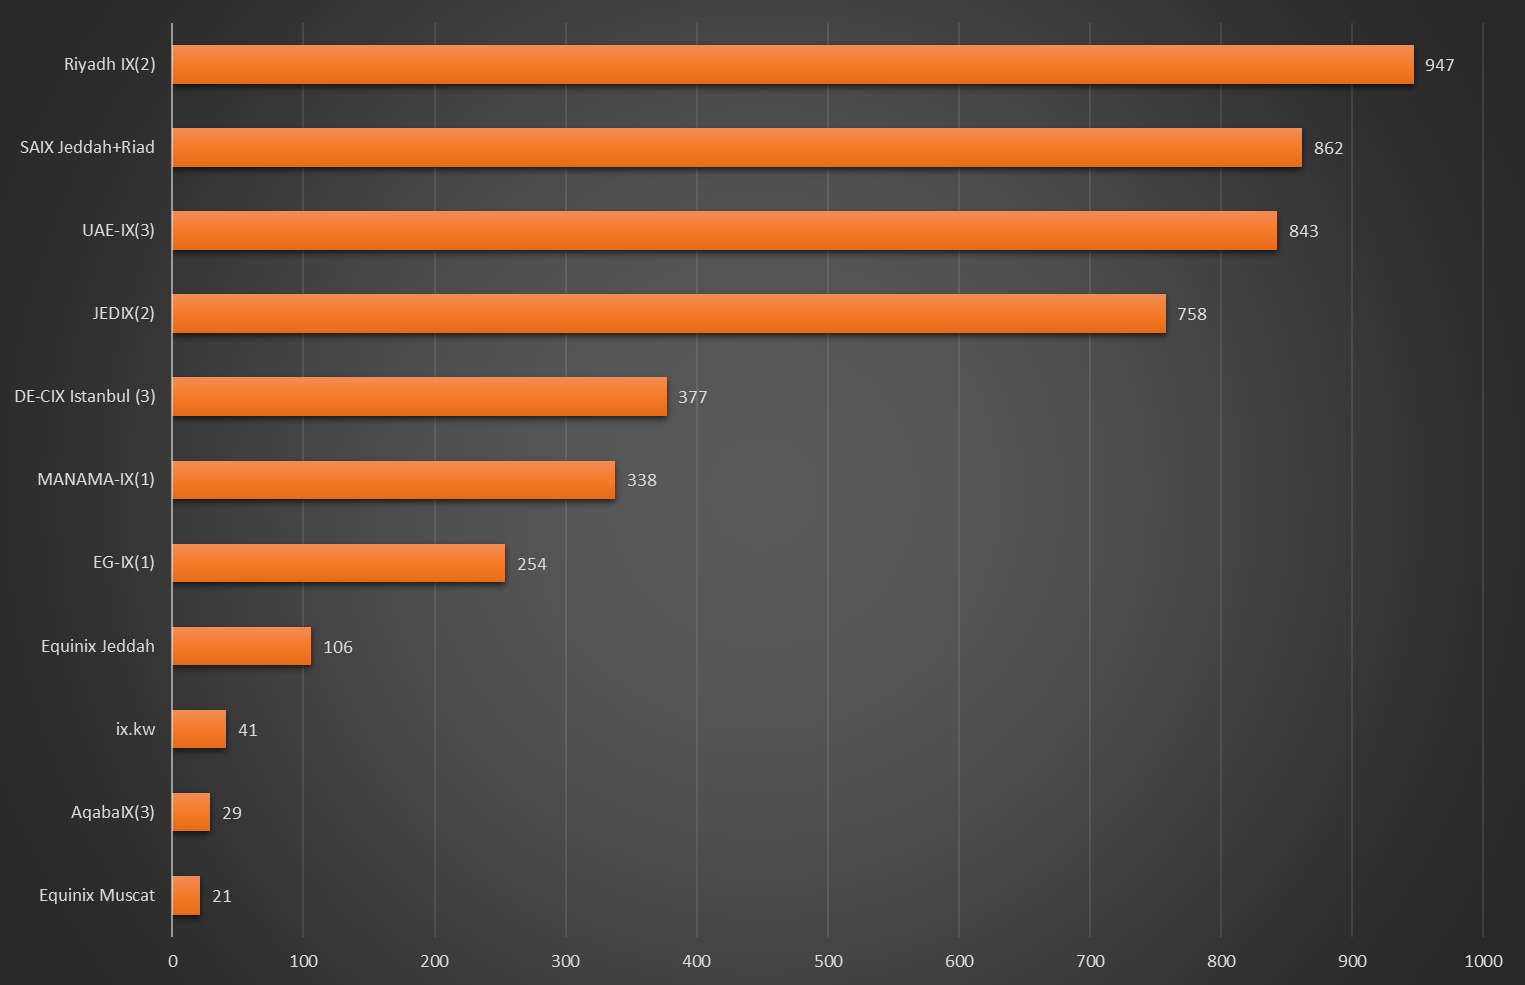 Riyadh IX(2) 947
SAIX Jeddah+Riad 862
UAE-IX(3) 843
JEDIX(2) 758
DE-CIX Istanbul (3) 377
MANAMA-IX(1) 338
EG-IX(1) 254
Equinix Jeddah 106
ix.kw 41
AqabaIX(3) 29
Equinix Muscat 21
0 100 200 300 400 500 600 700 800 900 1000